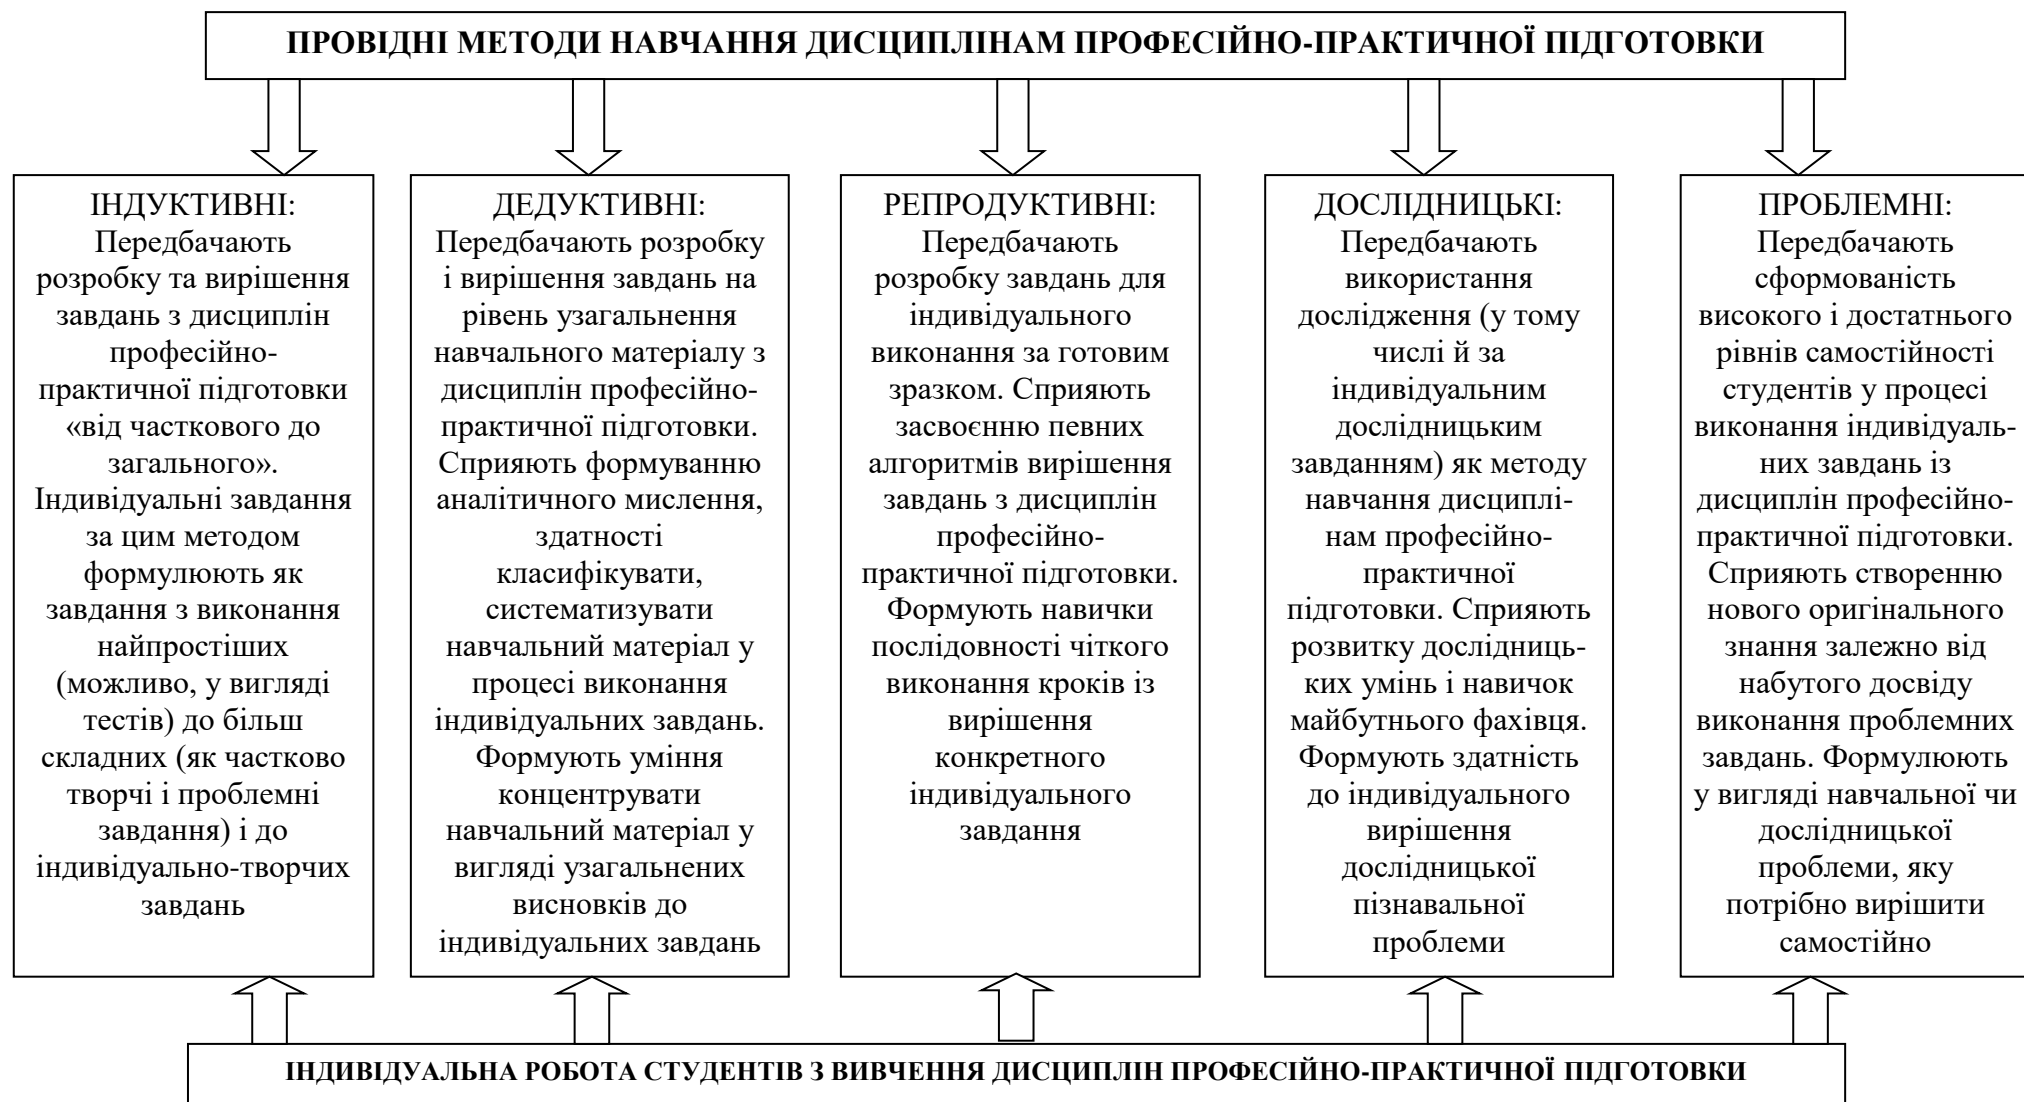 ПРОВІДНІ МЕТОДИ НАВЧАННЯ ДИСЦИПЛІНАМ ПРОФЕСІЙНО-ПРАКТИЧНОЇ ПІДГОТОВКИ
ІНДУКТИВНІ:
Передбачають
розробку та вирішення
завдань з дисциплін
професійно-
практичної підготовки
«від часткового до
загального».
Індивідуальні завдання
за цим методом
формулюють як
завдання з виконання
найпростіших
(можливо, у вигляді
тестів) до більш
складних (як частково
творчі і проблемні
завдання) і до
індивідуально-творчих
завдань
ДЕДУКТИВНІ:
Передбачають розробку
і вирішення завдань на
рівень узагальнення
навчального матеріалу з
дисциплін професійно-
практичної підготовки.
Сприяють формуванню
аналітичного мислення,
здатності
класифікувати,
систематизувати
навчальний матеріал у
процесі виконання
індивідуальних завдань.
Формують уміння
концентрувати
навчальний матеріал у
вигляді узагальнених
висновків до
індивідуальних завдань
РЕПРОДУКТИВНІ:
Передбачають
розробку завдань для
індивідуального
виконання за готовим
зразком. Сприяють
засвоєнню певних
алгоритмів вирішення
завдань з дисциплін
професійно-
практичної підготовки.
Формують навички
послідовності чіткого
виконання кроків із
вирішення
конкретного
індивідуального
завдання
ДОСЛІДНИЦЬКІ:
Передбачають
використання
дослідження (у тому
числі й за
індивідуальним
дослідницьким
завданням) як методу
навчання дисциплі-
нам професійно-
практичної
підготовки. Сприяють
розвитку дослідниць-
ких умінь і навичок
майбутнього фахівця.
Формують здатність
до індивідуального
вирішення
дослідницької
пізнавальної
проблеми
ПРОБЛЕМНІ:
Передбачають
сформованість
високого і достатнього
рівнів самостійності
студентів у процесі
виконання індивідуаль-
них завдань із
дисциплін професійно-
практичної підготовки.
Сприяють створенню
нового оригінального
знання залежно від
набутого досвіду
виконання проблемних
завдань. Формулюють
у вигляді навчальної чи
дослідницької
проблеми, яку
потрібно вирішити
самостійно
ІНДИВІДУАЛЬНА РОБОТА СТУДЕНТІВ З ВИВЧЕННЯ ДИСЦИПЛІН ПРОФЕСІЙНО-ПРАКТИЧНОЇ ПІДГОТОВКИ